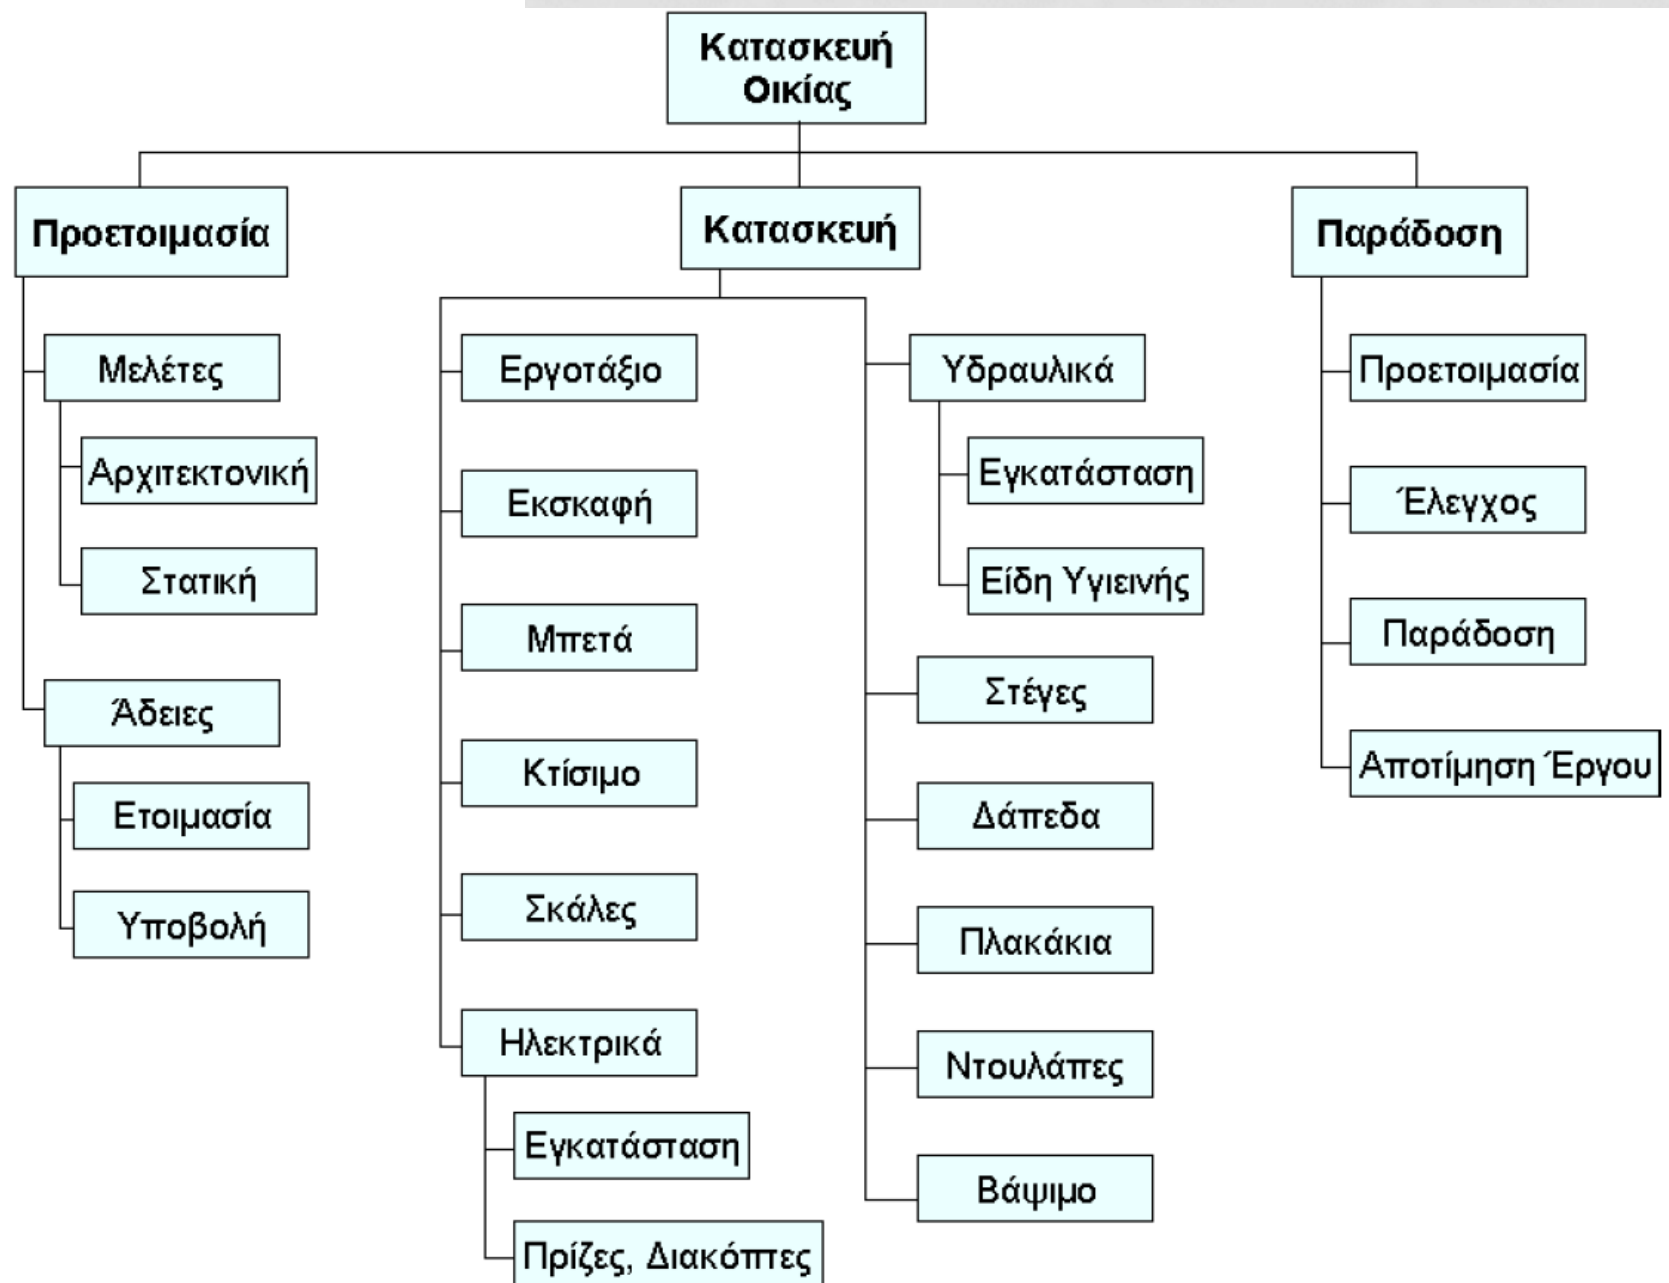 Κατασκευή
Οικίας
Προετοιμασία
Μελέτες
Αρχιτεκτονική
Στατική
Άδειες
Ετοιμασία
Υποβολή
Κατασκευή
Εργοτάξιο
Εκσκαφή
Μπετά
Κτίσιμο
Σκάλες
Ηλεκτρικά
Εγκατάσταση
Πρίζες, Διακόπτες
Υδραυλικά
Εγκατάσταση
Είδη Υγιεινής
Στέγες
Δάπεδα
Πλακάκια
Ντουλάπες
Βάψιμο
Παράδοση
Προετοιμασία
Έλεγχος
Παράδοση
Αποτίμηση Έργου